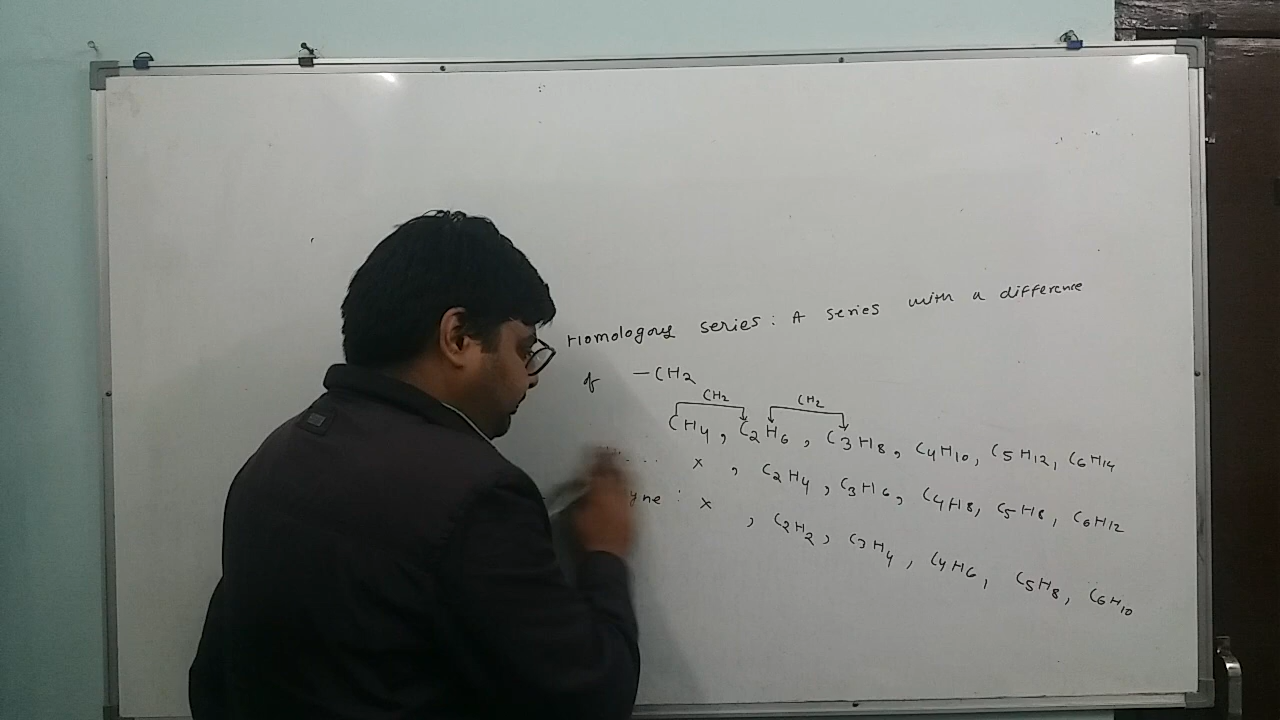 Homologous series: A series with a difference
of -CH2
CH2 CH2
CH4, C2H6, C3H8, C4H10, C5H12, C6H14
x, C2H4, C3H6, C4H8, C5H8, C6H12
yne: x, C2H2, C3H4, C4H6, C5H8, C6H10